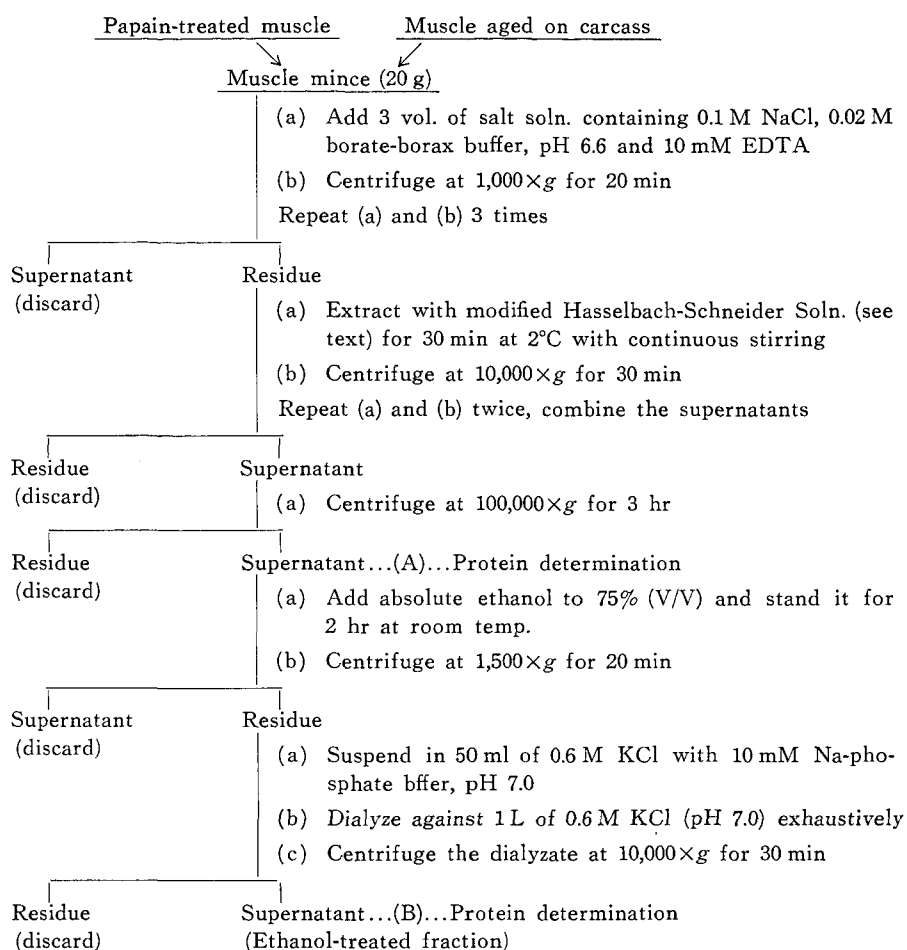 Papain-treated muscle Muscle aged on carcass
Muscle mince (20 g)
(a) Add 3 vol. of salt soln. containing 0.1 M NaCl, 0.02 M
borate-borax buffer, pH 6.6 and 10 mM EDTA
(b) Centrifuge at 1,000×g for 20 min
Repeat (a) and (b) 3 times
Supernatant Residue
(discard)
(a) Extract with modified Hasselbach-Schneider Soln. (see
text) for 30 min at 2°C with continuous stirring
(b) Centrifuge at 10,000×g for 30 min
Repeat (a) and (b) twice, combine the supernatants
Residue Supernatant
(discard)
(a) Centrifuge at 100,000×g for 3 hr
Residue Supernatant...(A)...Protein determination
(discard)
(a) Add absolute ethanol to 75% (V/V) and stand it for
2 hr at room temp.
(b) Centrifuge at 1,500×g for 20 min
Supernatant Residue
(discard)
(a) Suspend in 50 ml of 0.6 M KCl with 10 mM Na-pho-
sphate bffer, pH 7.0
(b) Dialyze against 1 L of 0.6 M KCl (pH 7.0) exhaustively
(c) Centrifuge the dialyzate at 10,000×g for 30 min
Residue Supernatant...(B)...Protein determination
(discard) (Ethanol-treated fraction)